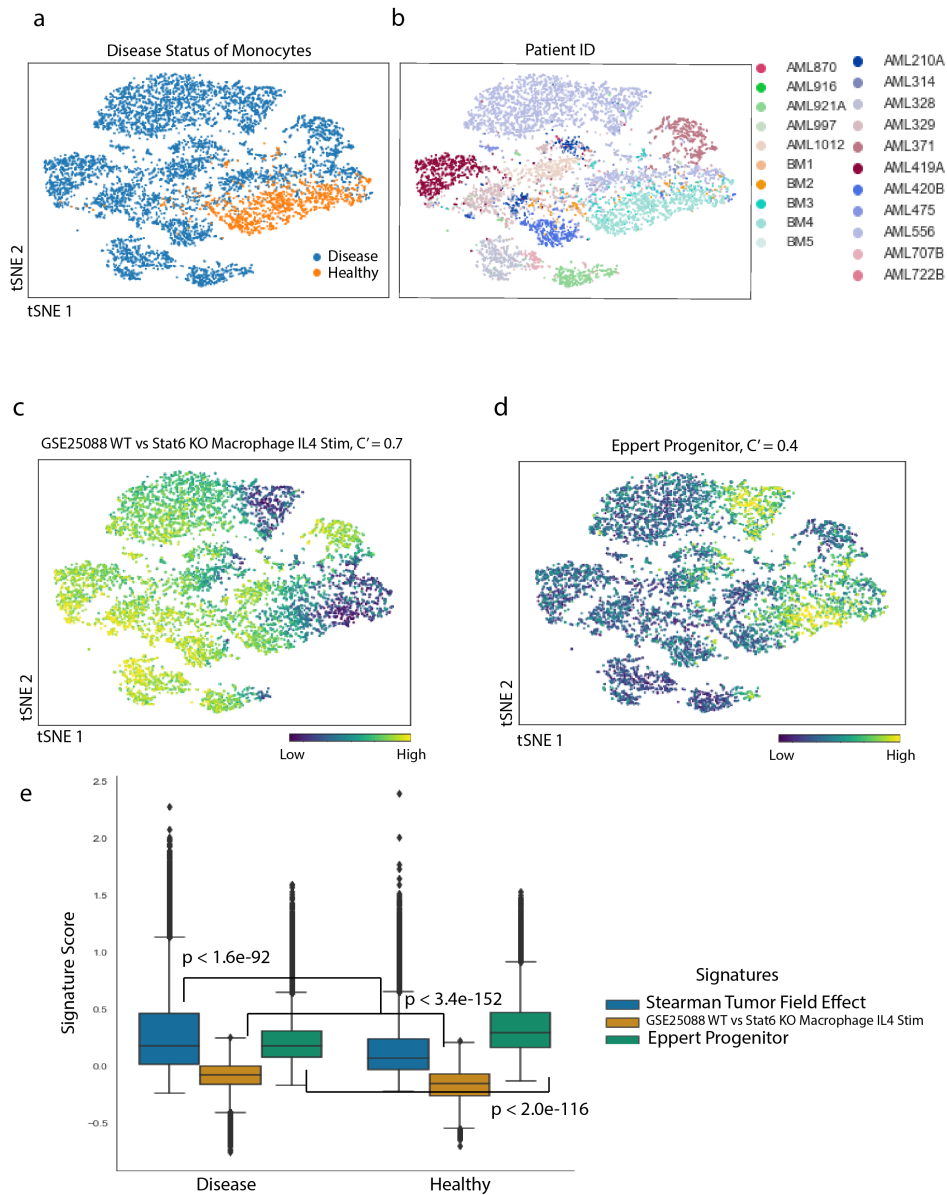 a
b
Disease Status of Monocytes
Patient ID
AML870
AML916
AML921A
AML997
AML1012
BM1
BM2
BM3
BM4
BM5
AML210A
AML314
AML328
AML329
AML371
AML419A
AML420B
AML475
AML556
AML707B
AML722B
Disease
Healthy
tSNE 2
tSNE 1
c
d
GSE25088 WT vs Stat6 KO Macrophage IL4 Stim, C′ = 0.7
Eppert Progenitor, C′ = 0.4
tSNE 2
tSNE 1
Low
High
tSNE 2
tSNE 1
Low
High
e
2.5
2.0
1.5
1.0
0.5
0.0
−0.5
Signature Score
p < 1.6e-92
p < 3.4e-152
p < 2.0e-116
Disease
Healthy
Signatures
Stearman Tumor Field Effect
GSE25088 WT vs Stat6 KO Macrophage IL4 Stim
Eppert Progenitor